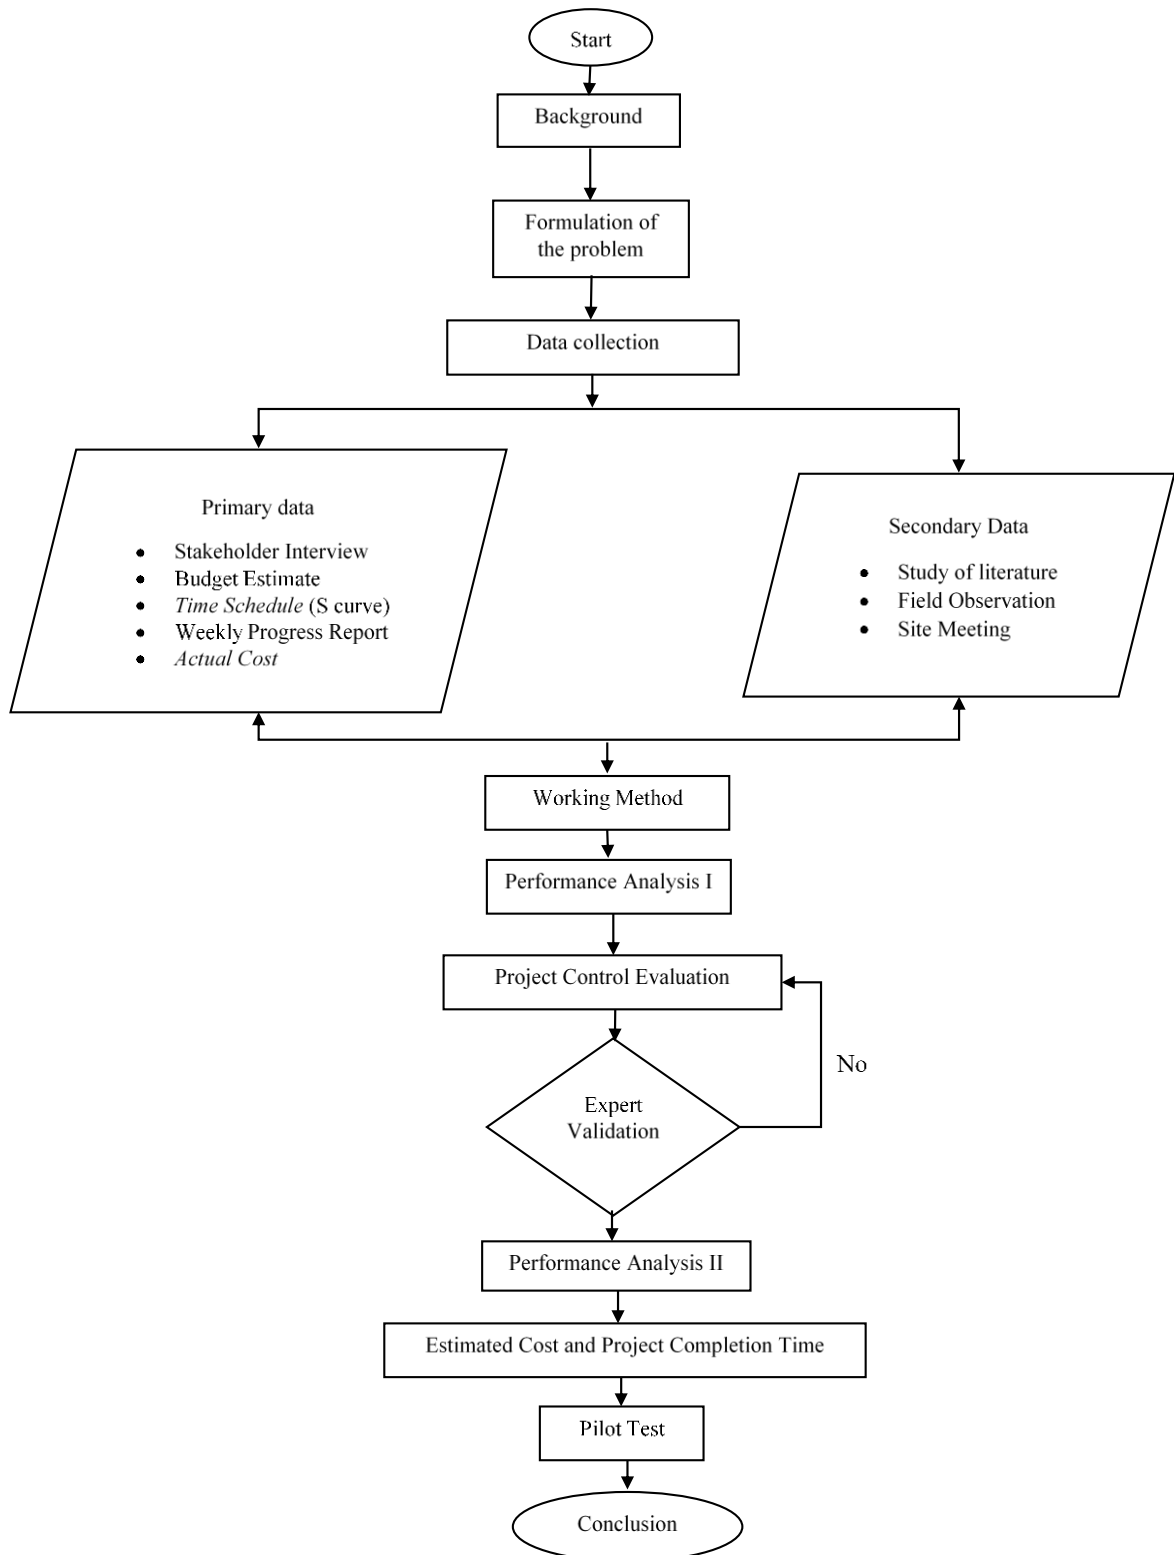 Start
Background
Formulation of
the problem
Data collection
Primary data
• Stakeholder Interview
• Budget Estimate
• Time Schedule (S curve)
• Weekly Progress Report
• Actual Cost
Secondary Data
• Study of literature
• Field Observation
• Site Meeting
Working Method
Performance Analysis I
Project Control Evaluation
No
Expert
Validation
Performance Analysis II
Estimated Cost and Project Completion Time
Pilot Test
Conclusion